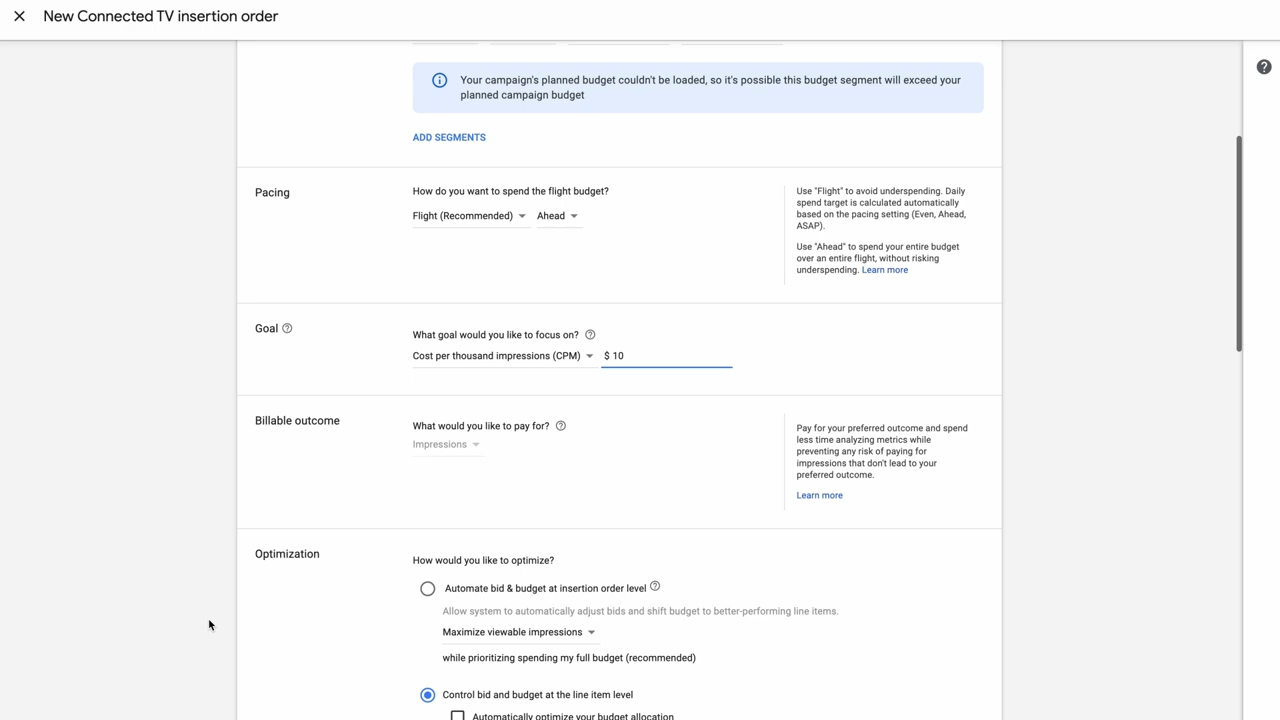 New Connected TV insertion order
Your campaign's planned budget couldn't be loaded, so it's possible this budget segment will exceed your
planned campaign budget
ADD SEGMENTS
Pacing
How do you want to spend the flight budget?
Flight (Recommended)
Ahead
Use "Flight" to avoid underspending. Daily
spend target is calculated automatically
based on the pacing setting (Even, Ahead,
ASAP).
Use "Ahead" to spend your entire budget
over an entire flight, without risking
underspending. Learn more
Goal
What goal would you like to focus on?
Cost per thousand impressions (CPM)
$ 10
Billable outcome
What would you like to pay for?
Impressions
Pay for your preferred outcome and spend
less time analyzing metrics while
preventing any risk of paying for
impressions that don't lead to your
preferred outcome.
Learn more
Optimization
How would you like to optimize?
Automate bid & budget at insertion order level
Allow system to automatically adjust bids and shift budget to better-performing line items.
Maximize viewable impressions
while prioritizing spending my full budget (recommended)
Control bid and budget at the line item level
Automatically optimize your budget allocation